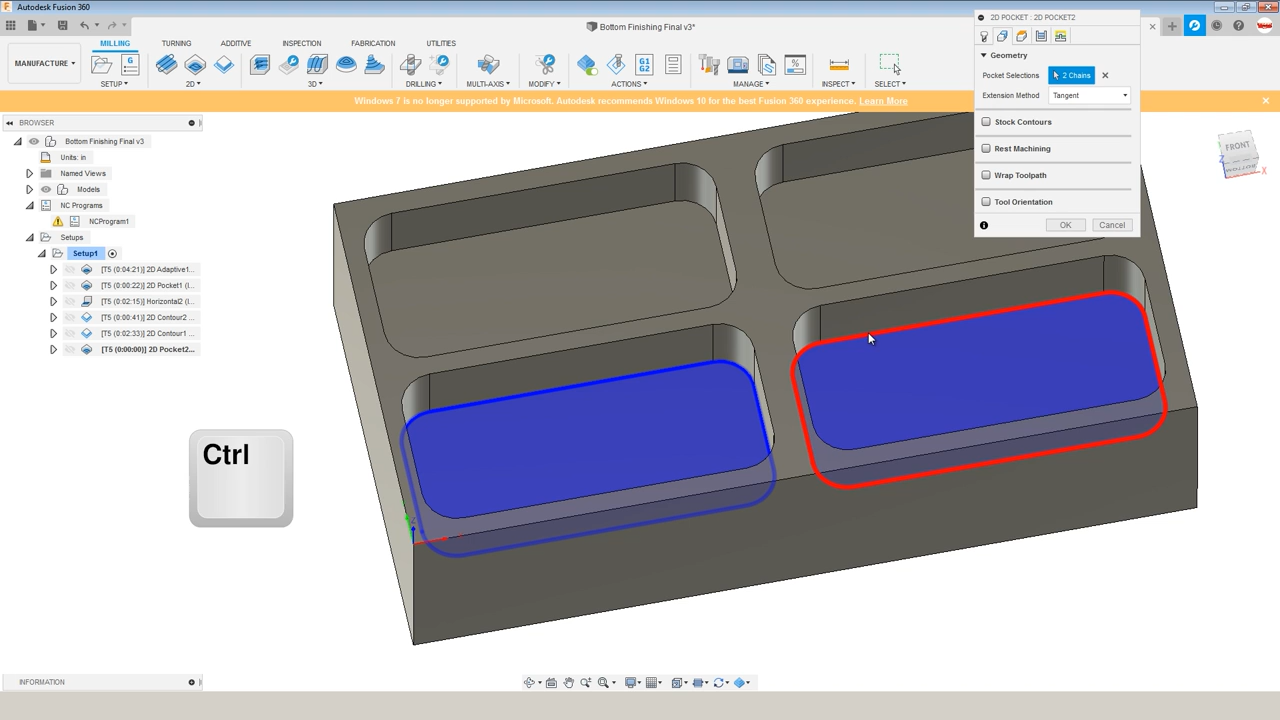 Autodesk Fusion 360
Bottom Finishing Final v3*
MANUFACTURE
MILLING
TURNING
ADDITIVE
INSPECTION
FABRICATION
UTILITIES
SETUP
2D
3D
DRILLING
MULTI-AXIS
MODIFY
ACTIONS
MANAGE
INSPECT
SELECT
Windows 7 is no longer supported by Microsoft. Autodesk recommends Windows 10 for the best Fusion 360 experience. Learn More
BROWSER
Bottom Finishing Final v3
Units: in
Named Views
Models
NC Programs
NCProgram1
Setups
Setup1
[T5 (0:04:21)] 2D Adaptive1...
[T5 (0:00:22)] 2D Pocket1 (I...
[T5 (0:02:15)] Horizontal2 (I...
[T5 (0:00:41)] 2D Contour2 ...
[T5 (0:02:33)] 2D Contour1 ...
[T5 (0:00:00)] 2D Pocket2...
2D POCKET : 2D POCKET2
Geometry
Pocket Selections 2 Chains
Extension Method Tangent
Stock Contours
Rest Machining
Wrap Toolpath
Tool Orientation
OK Cancel
FRONT
BOTTOM
Z
X
Ctrl
Z
INFORMATION